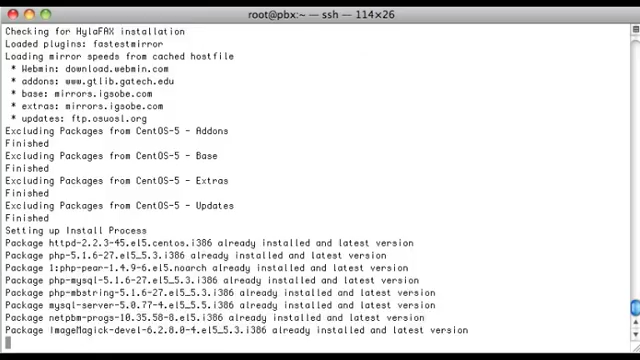 root@pbx:~ — ssh — 114×26
Checking for HylaFAX installation
Loaded plugins: fastestmirror
Loading mirror speeds from cached hostfile
* Webmin: download.webmin.com
* addons: www.gtlib.gatech.edu
* base: mirrors.igsobe.com
* extras: mirrors.igsobe.com
* updates: ftp.osuosl.org
Excluding Packages from CentOS-5 - Addons
Finished
Excluding Packages from CentOS-5 - Base
Finished
Excluding Packages from CentOS-5 - Extras
Finished
Excluding Packages from CentOS-5 - Updates
Finished
Setting up Install Process
Package httpd-2.2.3-45.el5.centos.i386 already installed and latest version
Package php-5.1.6-27.el5_5.3.i386 already installed and latest version
Package 1:php-pear-1.4.9-6.el5.noarch already installed and latest version
Package php-mysql-5.1.6-27.el5_5.3.i386 already installed and latest version
Package php-mbstring-5.1.6-27.el5_5.3.i386 already installed and latest version
Package mysql-server-5.0.77-4.el5_5.5.i386 already installed and latest version
Package netpbm-progs-10.35.58-8.el5.i386 already installed and latest version
Package ImageMagick-devel-6.2.8.0-4.el5_5.3.i386 already installed and latest version